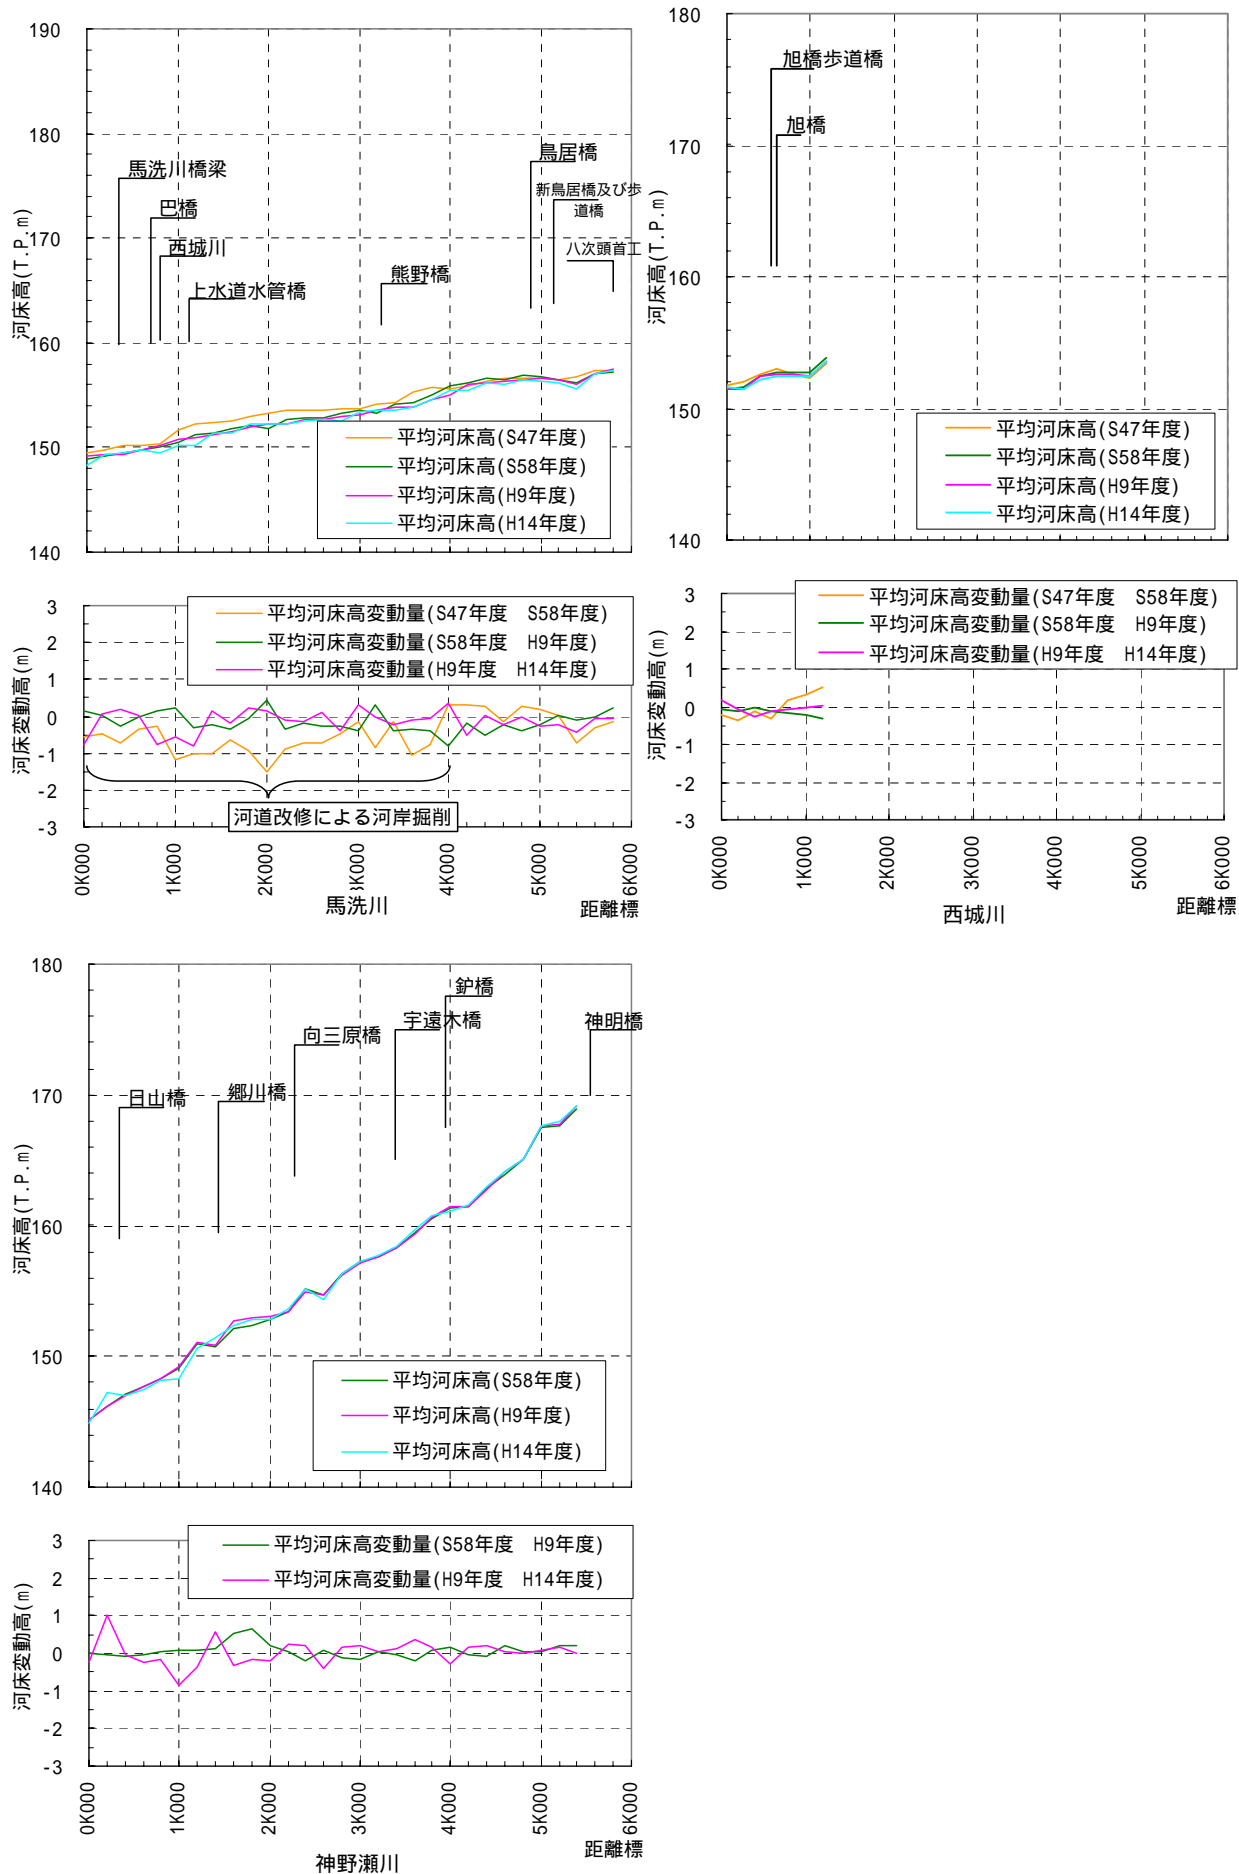 河床高(T.P.m)
190
180
170
160
150
140
馬洗川橋梁
巴橋
西城川
上水道水管橋
熊野橋
鳥居橋
新鳥居橋及び歩
道橋
八次頭首工
平均河床高(S47年度)
平均河床高(S58年度)
平均河床高(H9年度)
平均河床高(H14年度)
河床変動高(m)
3
2
1
0
-1
-2
-3
平均河床高変動量(S47年度 S58年度)
平均河床高変動量(S58年度 H9年度)
平均河床高変動量(H9年度 H14年度)
河道改修による河岸掘削
0K000
1K000
2K000
3K000
4K000
5K000
6K000
馬洗川
距離標
河床高(T.P.m)
180
170
160
150
140
旭橋歩道橋
旭橋
平均河床高(S47年度)
平均河床高(S58年度)
平均河床高(H9年度)
平均河床高(H14年度)
河床変動高(m)
3
2
1
0
-1
-2
-3
平均河床高変動量(S47年度 S58年度)
平均河床高変動量(S58年度 H9年度)
平均河床高変動量(H9年度 H14年度)
0K000
1K000
2K000
3K000
4K000
5K000
6K000
西城川
距離標
河床高(T.P.m)
180
170
160
150
140
日山橋
郷川橋
向三原橋
宇遠木橋
鈩橋
神明橋
平均河床高(S58年度)
平均河床高(H9年度)
平均河床高(H14年度)
河床変動高(m)
3
2
1
0
-1
-2
-3
平均河床高変動量(S58年度 H9年度)
平均河床高変動量(H9年度 H14年度)
0K000
1K000
2K000
3K000
4K000
5K000
6K000
神野瀬川
距離標